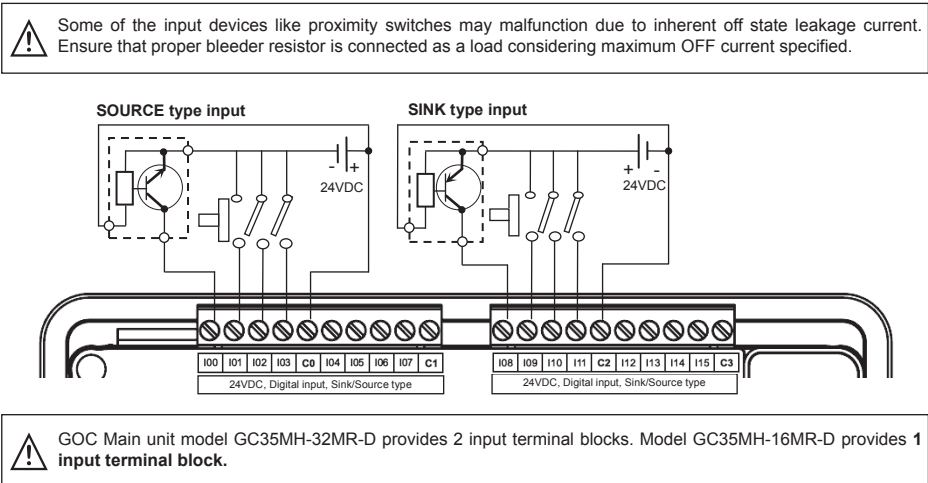 Some of the input devices like proximity switches may malfunction due to inherent off state leakage current.
Ensure that proper bleeder resistor is connected as a load considering maximum OFF current specified.
SOURCE type input
SINK type input
- +
24VDC
+ -
24VDC
I00 I01 I02 I03 C0 I04 I05 I06 I07 C1
I08 I09 I10 I11 C2 I12 I13 I14 I15 C3
24VDC, Digital input, Sink/Source type
24VDC, Digital input, Sink/Source type
GOC Main unit model GC35MH-32MR-D provides 2 input terminal blocks. Model GC35MH-16MR-D provides 1
input terminal block.